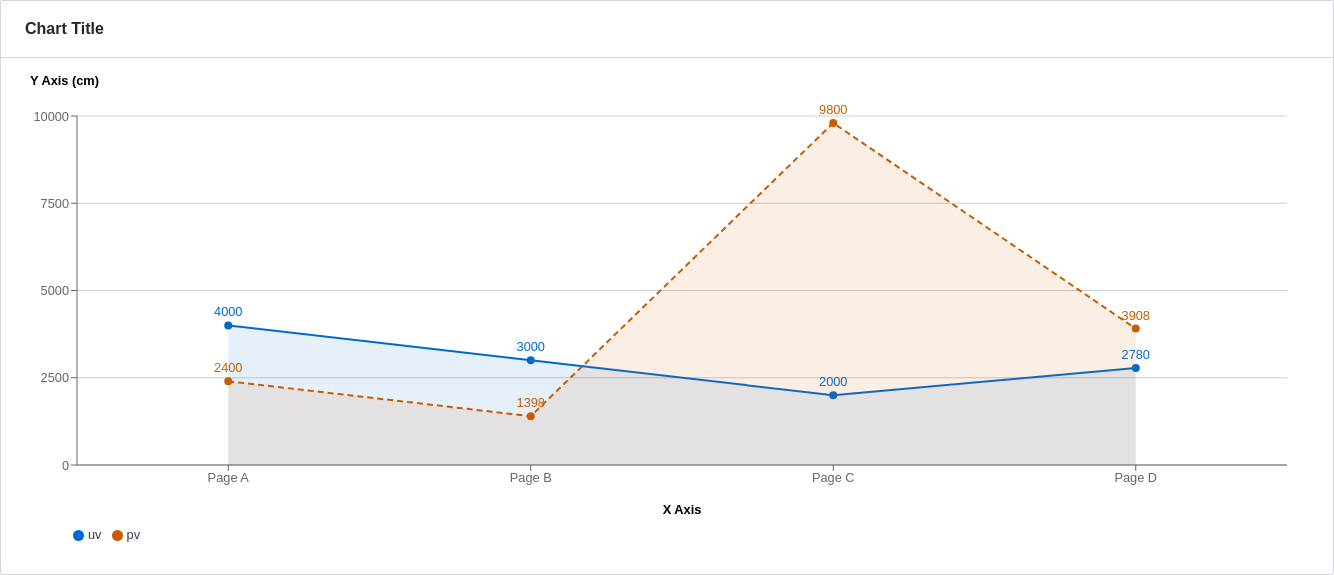 Chart Title
Y Axis (cm)
10000
7500
5000
2500
0
4000
3000
2000
2780
2400
1398
9800
3908
Page A
Page B
Page C
Page D
X Axis
uv pv